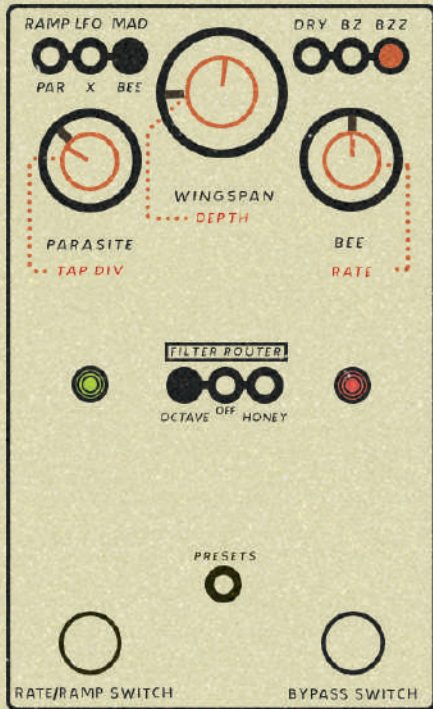 RAMP LFO MAD
DRY BZ BZZ
PAR X BEE
WINGSPAN
DEPTH
PARASITE
BEE
TAP DIV
RATE
FILTER ROUTER
OCTAVE OFF HONEY
PRESETS
RATE/RAMP SWITCH
BYPASS SWITCH